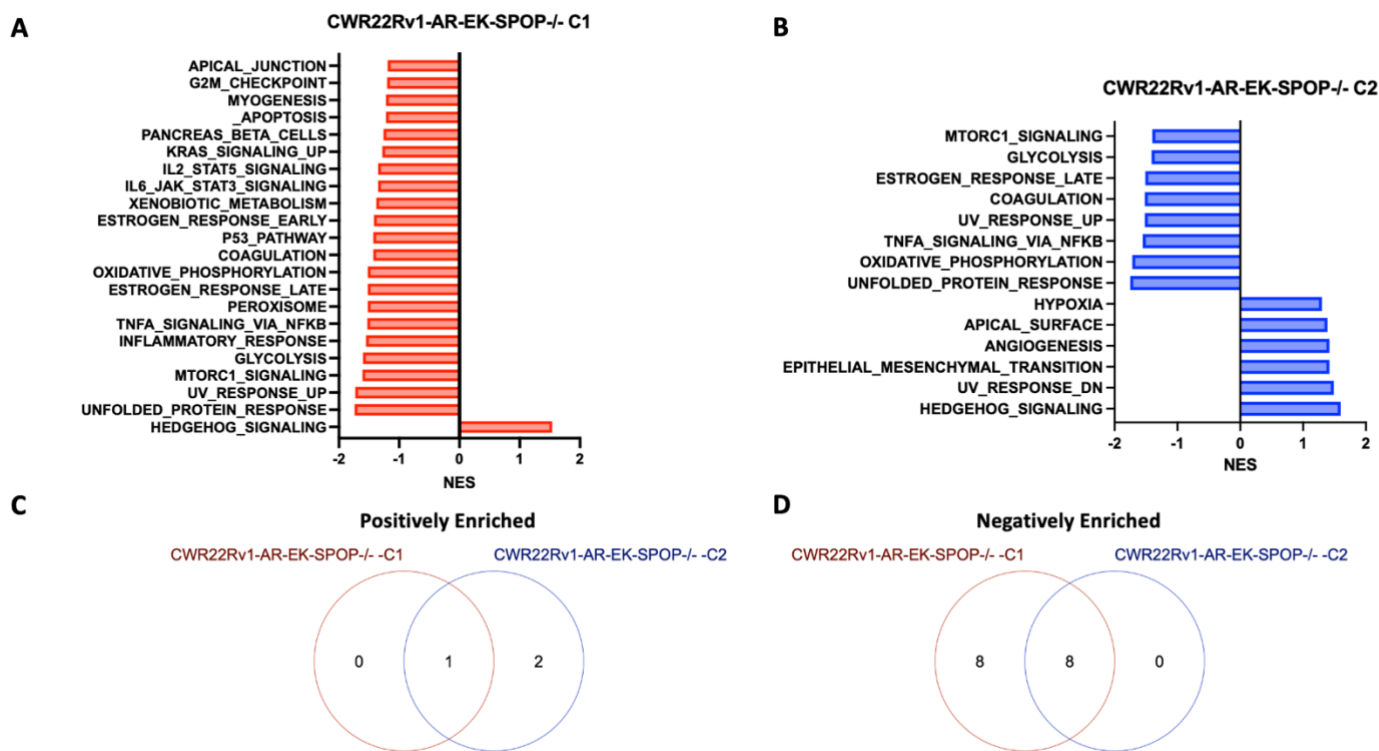 A
CWR22Rv1-AR-EK-SPOP-/- C1
APICAL_JUNCTION
G2M_CHECKPOINT
MYOGENESIS
_APOPTOSIS
PANCREAS_BETA_CELLS
KRAS_SIGNALING_UP
IL2_STAT5_SIGNALING
IL6_JAK_STAT3_SIGNALING
XENOBIOTIC_METABOLISM
ESTROGEN_RESPONSE_EARLY
P53_PATHWAY
COAGULATION
OXIDATIVE_PHOSPHORYLATION
ESTROGEN_RESPONSE_LATE
PEROXISOME
TNFA_SIGNALING_VIA_NFKB
INFLAMMATORY_RESPONSE
GLYCOLYSIS
MTORC1_SIGNALING
UV_RESPONSE_UP
UNFOLDED_PROTEIN_RESPONSE
HEDGEHOG_SIGNALING
-2 -1 0 1 2
NES
B
CWR22Rv1-AR-EK-SPOP-/- C2
MTORC1_SIGNALING
GLYCOLYSIS
ESTROGEN_RESPONSE_LATE
COAGULATION
UV_RESPONSE_UP
TNFA_SIGNALING_VIA_NFKB
OXIDATIVE_PHOSPHORYLATION
UNFOLDED_PROTEIN_RESPONSE
HYPOXIA
APICAL_SURFACE
ANGIOGENESIS
EPITHELIAL_MESENCHYMAL_TRANSITION
UV_RESPONSE_DN
HEDGEHOG_SIGNALING
-2 -1 0 1 2
NES
C
Positively Enriched
CWR22Rv1-AR-EK-SPOP-/- -C1 CWR22Rv1-AR-EK-SPOP-/- -C2
0 1 2
D
Negatively Enriched
CWR22Rv1-AR-EK-SPOP-/- -C1 CWR22Rv1-AR-EK-SPOP-/- -C2
8 8 0